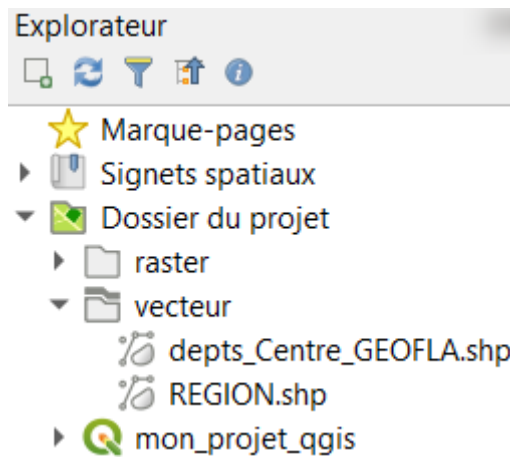 Explorateur
Marque-pages
Signets spatiaux
Dossier du projet
raster
vecteur
depts_Centre_GEOFLA.shp
REGION.shp
mon_projet_qgis